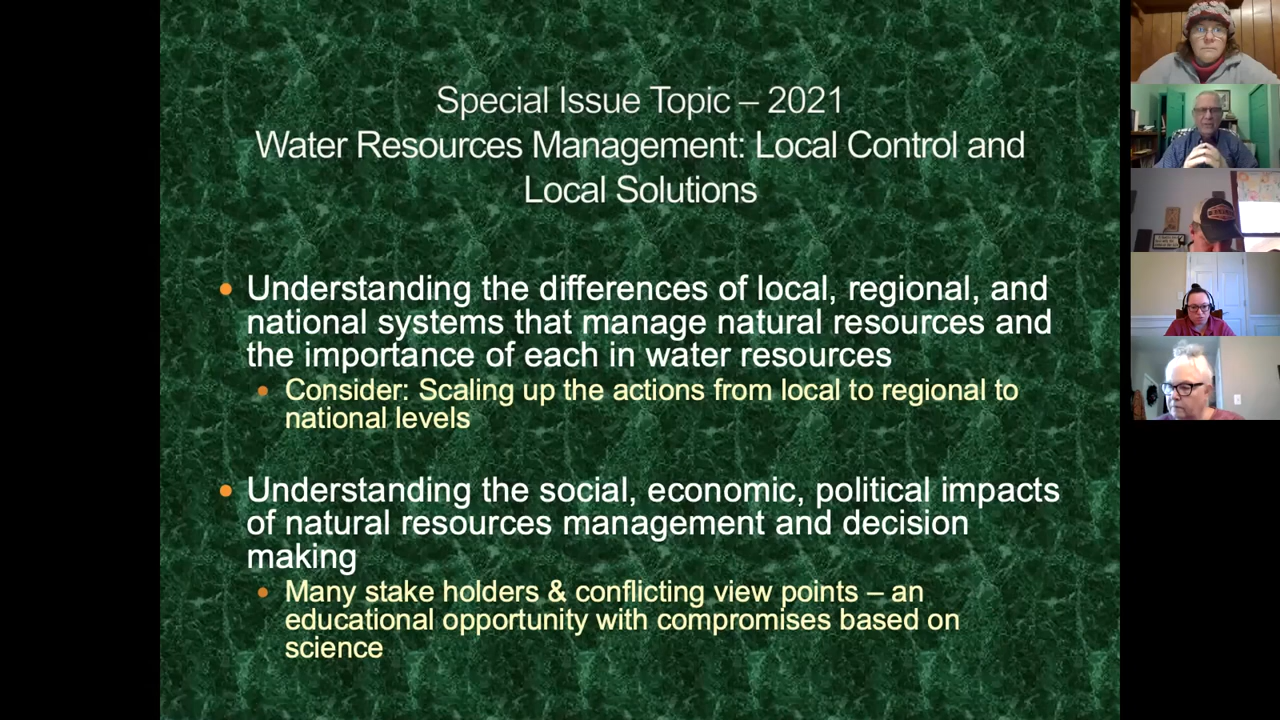 Special Issue Topic – 2021
Water Resources Management: Local Control and
Local Solutions
• Understanding the differences of local, regional, and
national systems that manage natural resources and
the importance of each in water resources
• Consider: Scaling up the actions from local to regional to
national levels
• Understanding the social, economic, political impacts
of natural resources management and decision
making
• Many stake holders & conflicting view points – an
educational opportunity with compromises based on
science